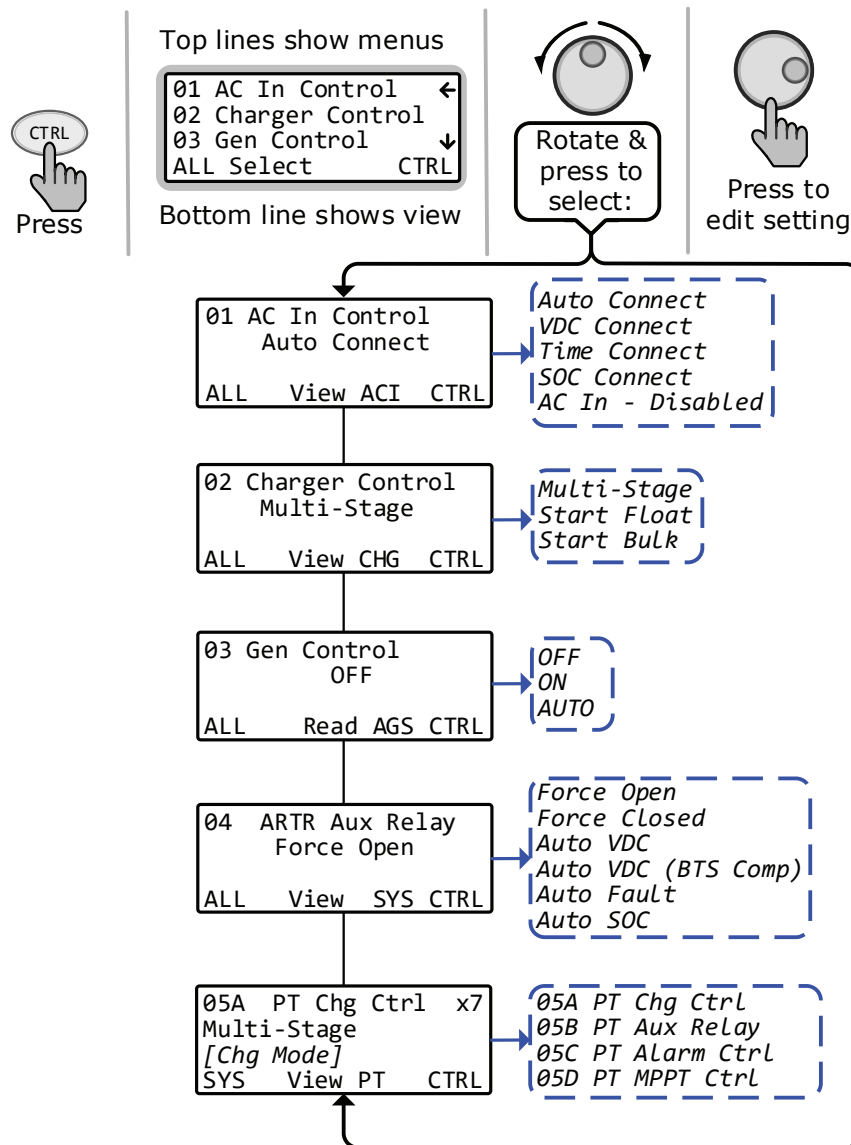 CTRL
Press
Top lines show menus
01 AC In Control ←
02 Charger Control
03 Gen Control ↓
ALL Select CTRL
Bottom line shows view
Rotate &
press to
select:
Press to
edit setting
01 AC In Control
Auto Connect
ALL View ACI CTRL
Auto Connect
VDC Connect
Time Connect
SOC Connect
AC In - Disabled
02 Charger Control
Multi-Stage
ALL View CHG CTRL
Multi-Stage
Start Float
Start Bulk
03 Gen Control
OFF
ALL Read AGS CTRL
OFF
ON
AUTO
04 ARTR Aux Relay
Force Open
ALL View SYS CTRL
Force Open
Force Closed
Auto VDC
Auto VDC (BTS Comp)
Auto Fault
Auto SOC
05A PT Chg Ctrl x7
Multi-Stage
[Chg Mode]
SYS View PT CTRL
05A PT Chg Ctrl
05B PT Aux Relay
05C PT Alarm Ctrl
05D PT MPPT Ctrl